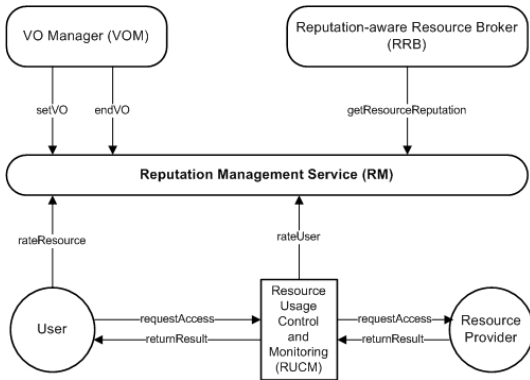 VO Manager (VOM)
Reputation-aware Resource Broker
(RRB)
setVO
endVO
getResourceReputation
Reputation Management Service (RM)
rateResource
rateUser
User
requestAccess
returnResult
Resource
Usage
Control
and
Monitoring
(RUCM)
requestAccess
returnResult
Resource
Provider